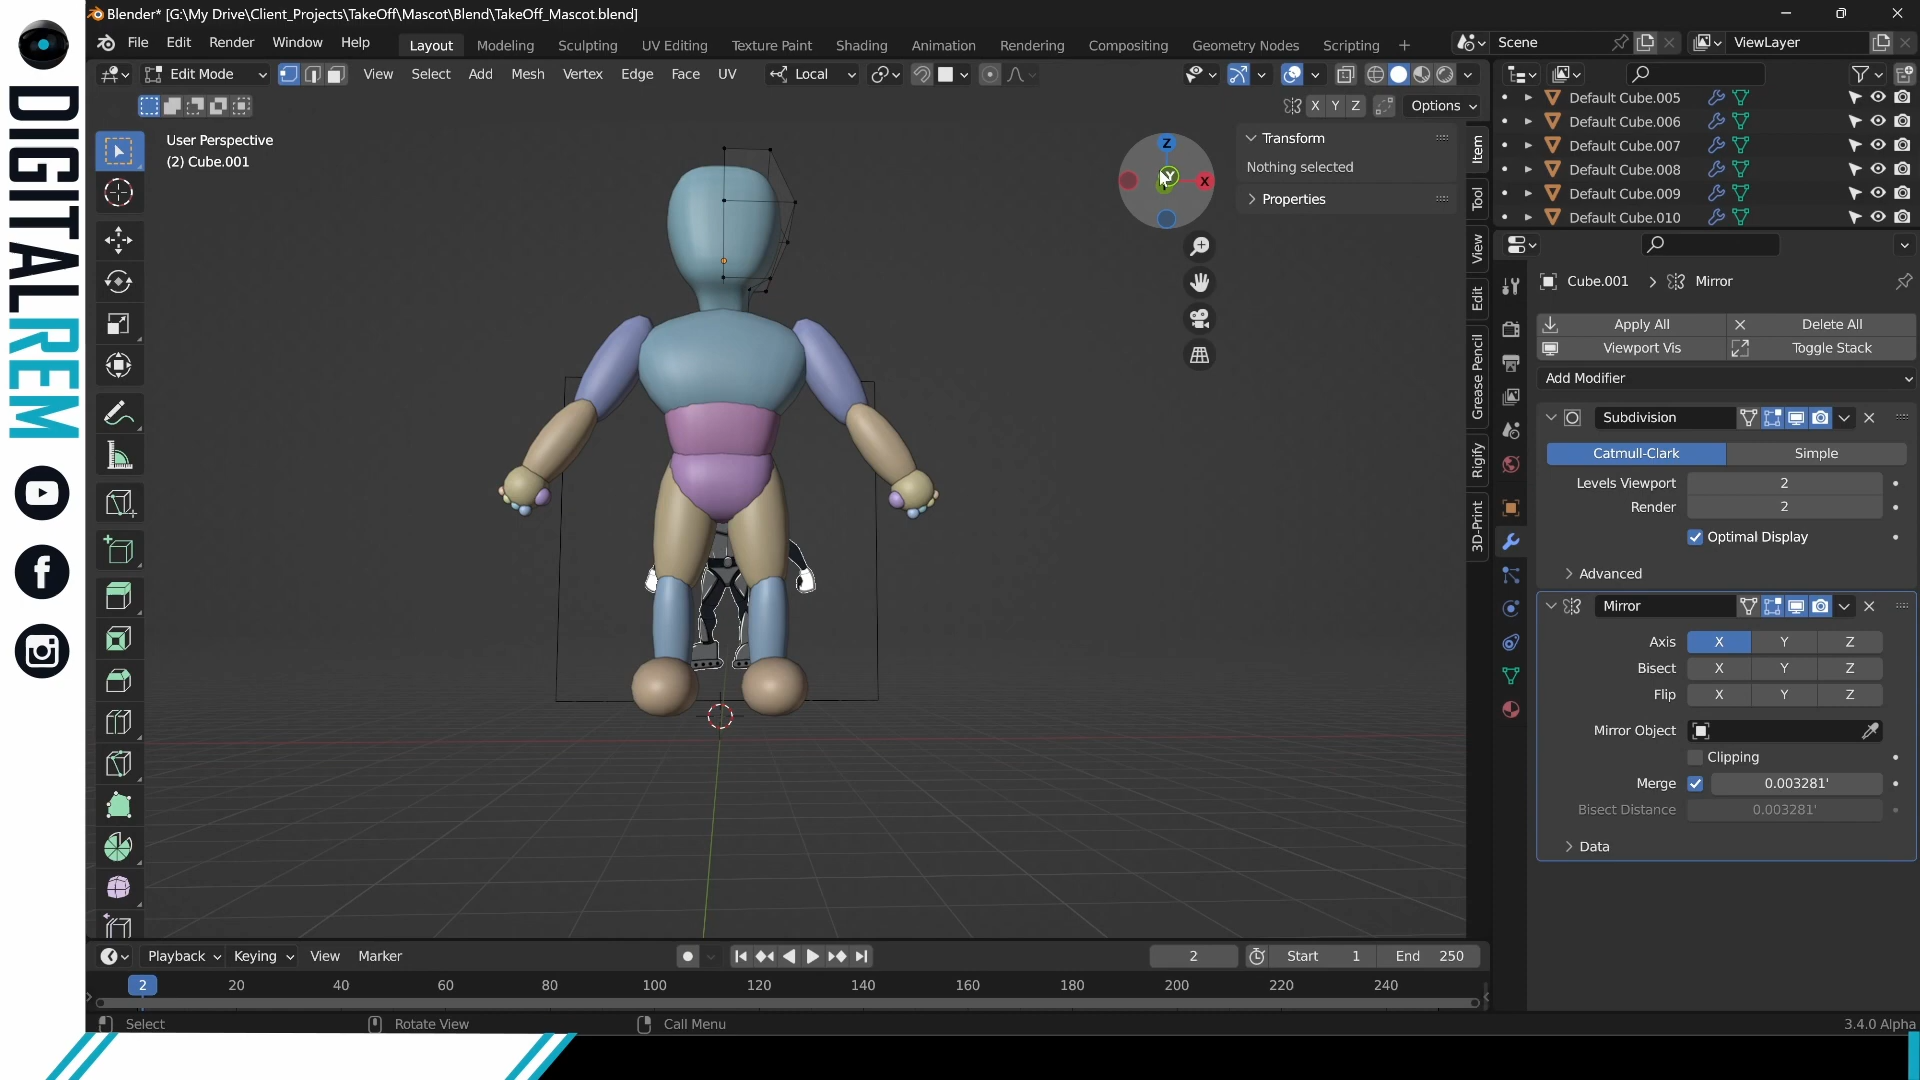 DIGITALREM
Blender* [G:\My Drive\Client_Projects\TakeOff\Mascot\Blend\TakeOff_Mascot.blend]
File Edit Render Window Help
Layout Modeling Sculpting UV Editing Texture Paint Shading Animation Rendering Compositing Geometry Nodes Scripting +
Scene ViewLayer
Edit Mode View Select Add Mesh Vertex Edge Face UV Local
X Y Z Options
User Perspective
(2) Cube.001
Z
Y
X
Transform
Nothing selected
Properties
Item
Tool
View
Edit
Grease Pencil
Rigify
3D-Print
Default Cube.005
Default Cube.006
Default Cube.007
Default Cube.008
Default Cube.009
Default Cube.010
Cube.001 > Mirror
Apply All Delete All
Viewport Vis Toggle Stack
Add Modifier
Subdivision
Catmull-Clark Simple
Levels Viewport 2
Render 2
Optimal Display
Advanced
Mirror
Axis X Y Z
Bisect X Y Z
Flip X Y Z
Mirror Object
Clipping
Merge 0.003281'
Bisect Distance 0.003281'
Data
Playback Keying View Marker
2 Start 1 End 250
2 20 40 60 80 100 120 140 160 180 200 220 240
Select Rotate View Call Menu
3.4.0 Alpha